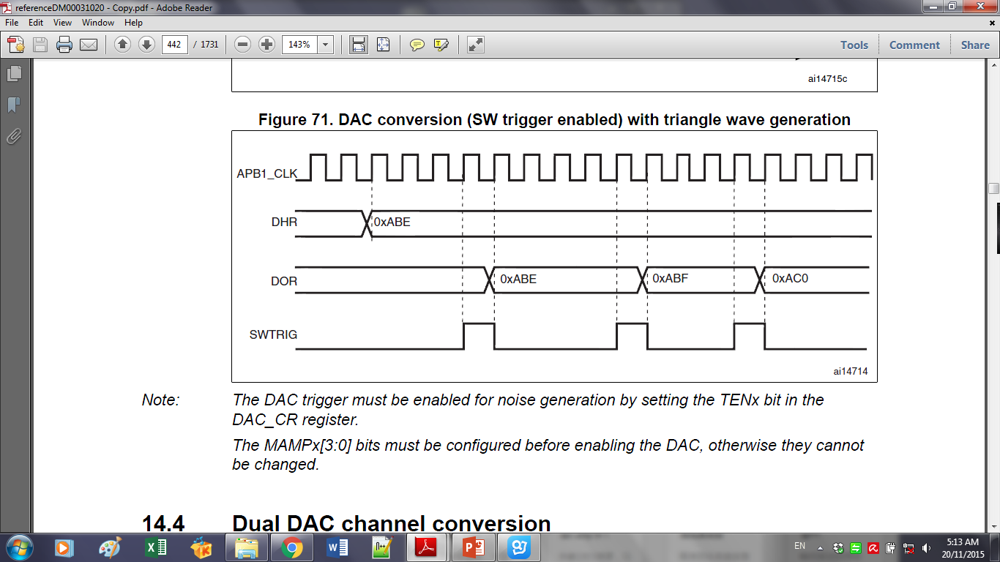 referenceDM00031020 - Copy.pdf - Adobe Reader
File Edit View Window Help
442 / 1731 143% Tools Comment Share
ai14715c
Figure 71. DAC conversion (SW trigger enabled) with triangle wave generation
APB1_CLK
DHR 0xABE
DOR 0xABE 0xABF 0xAC0
SWTRIG
ai14714
Note: The DAC trigger must be enabled for noise generation by setting the TENx bit in the
DAC_CR register.
The MAMPx[3:0] bits must be configured before enabling the DAC, otherwise they cannot
be changed.
14.4 Dual DAC channel conversion
EN 5:13 AM
20/11/2015